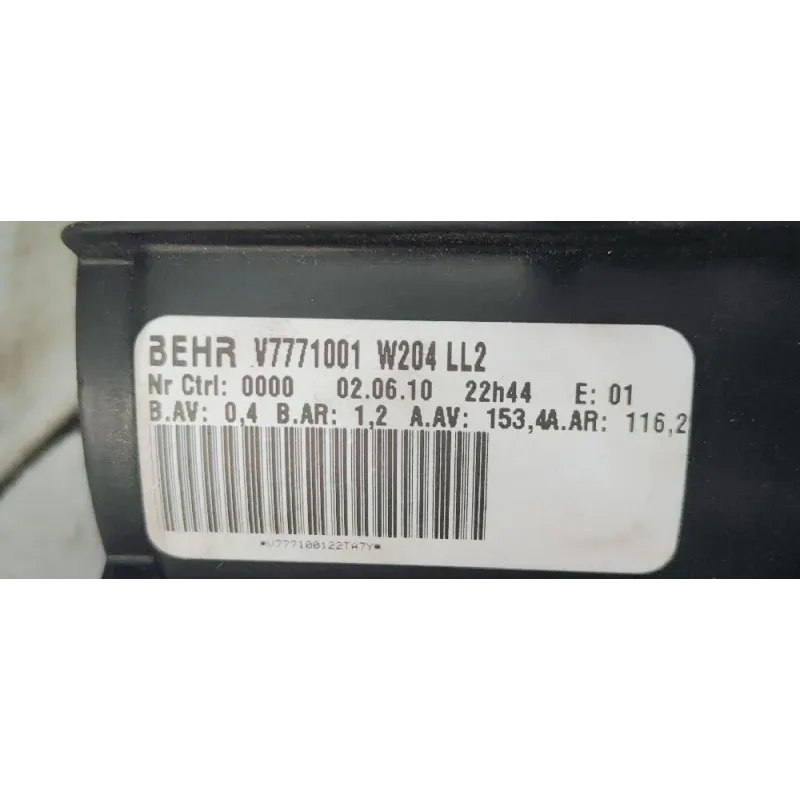 BEHR V7771001 W204 LL2
Nr Ctrl: 0000 02.06.10 22h44 E: 01
B.AV: 0,4 B.AR: 1,2 A.AV: 153,4A.AR: 116,2
*V777100122TA7Y*